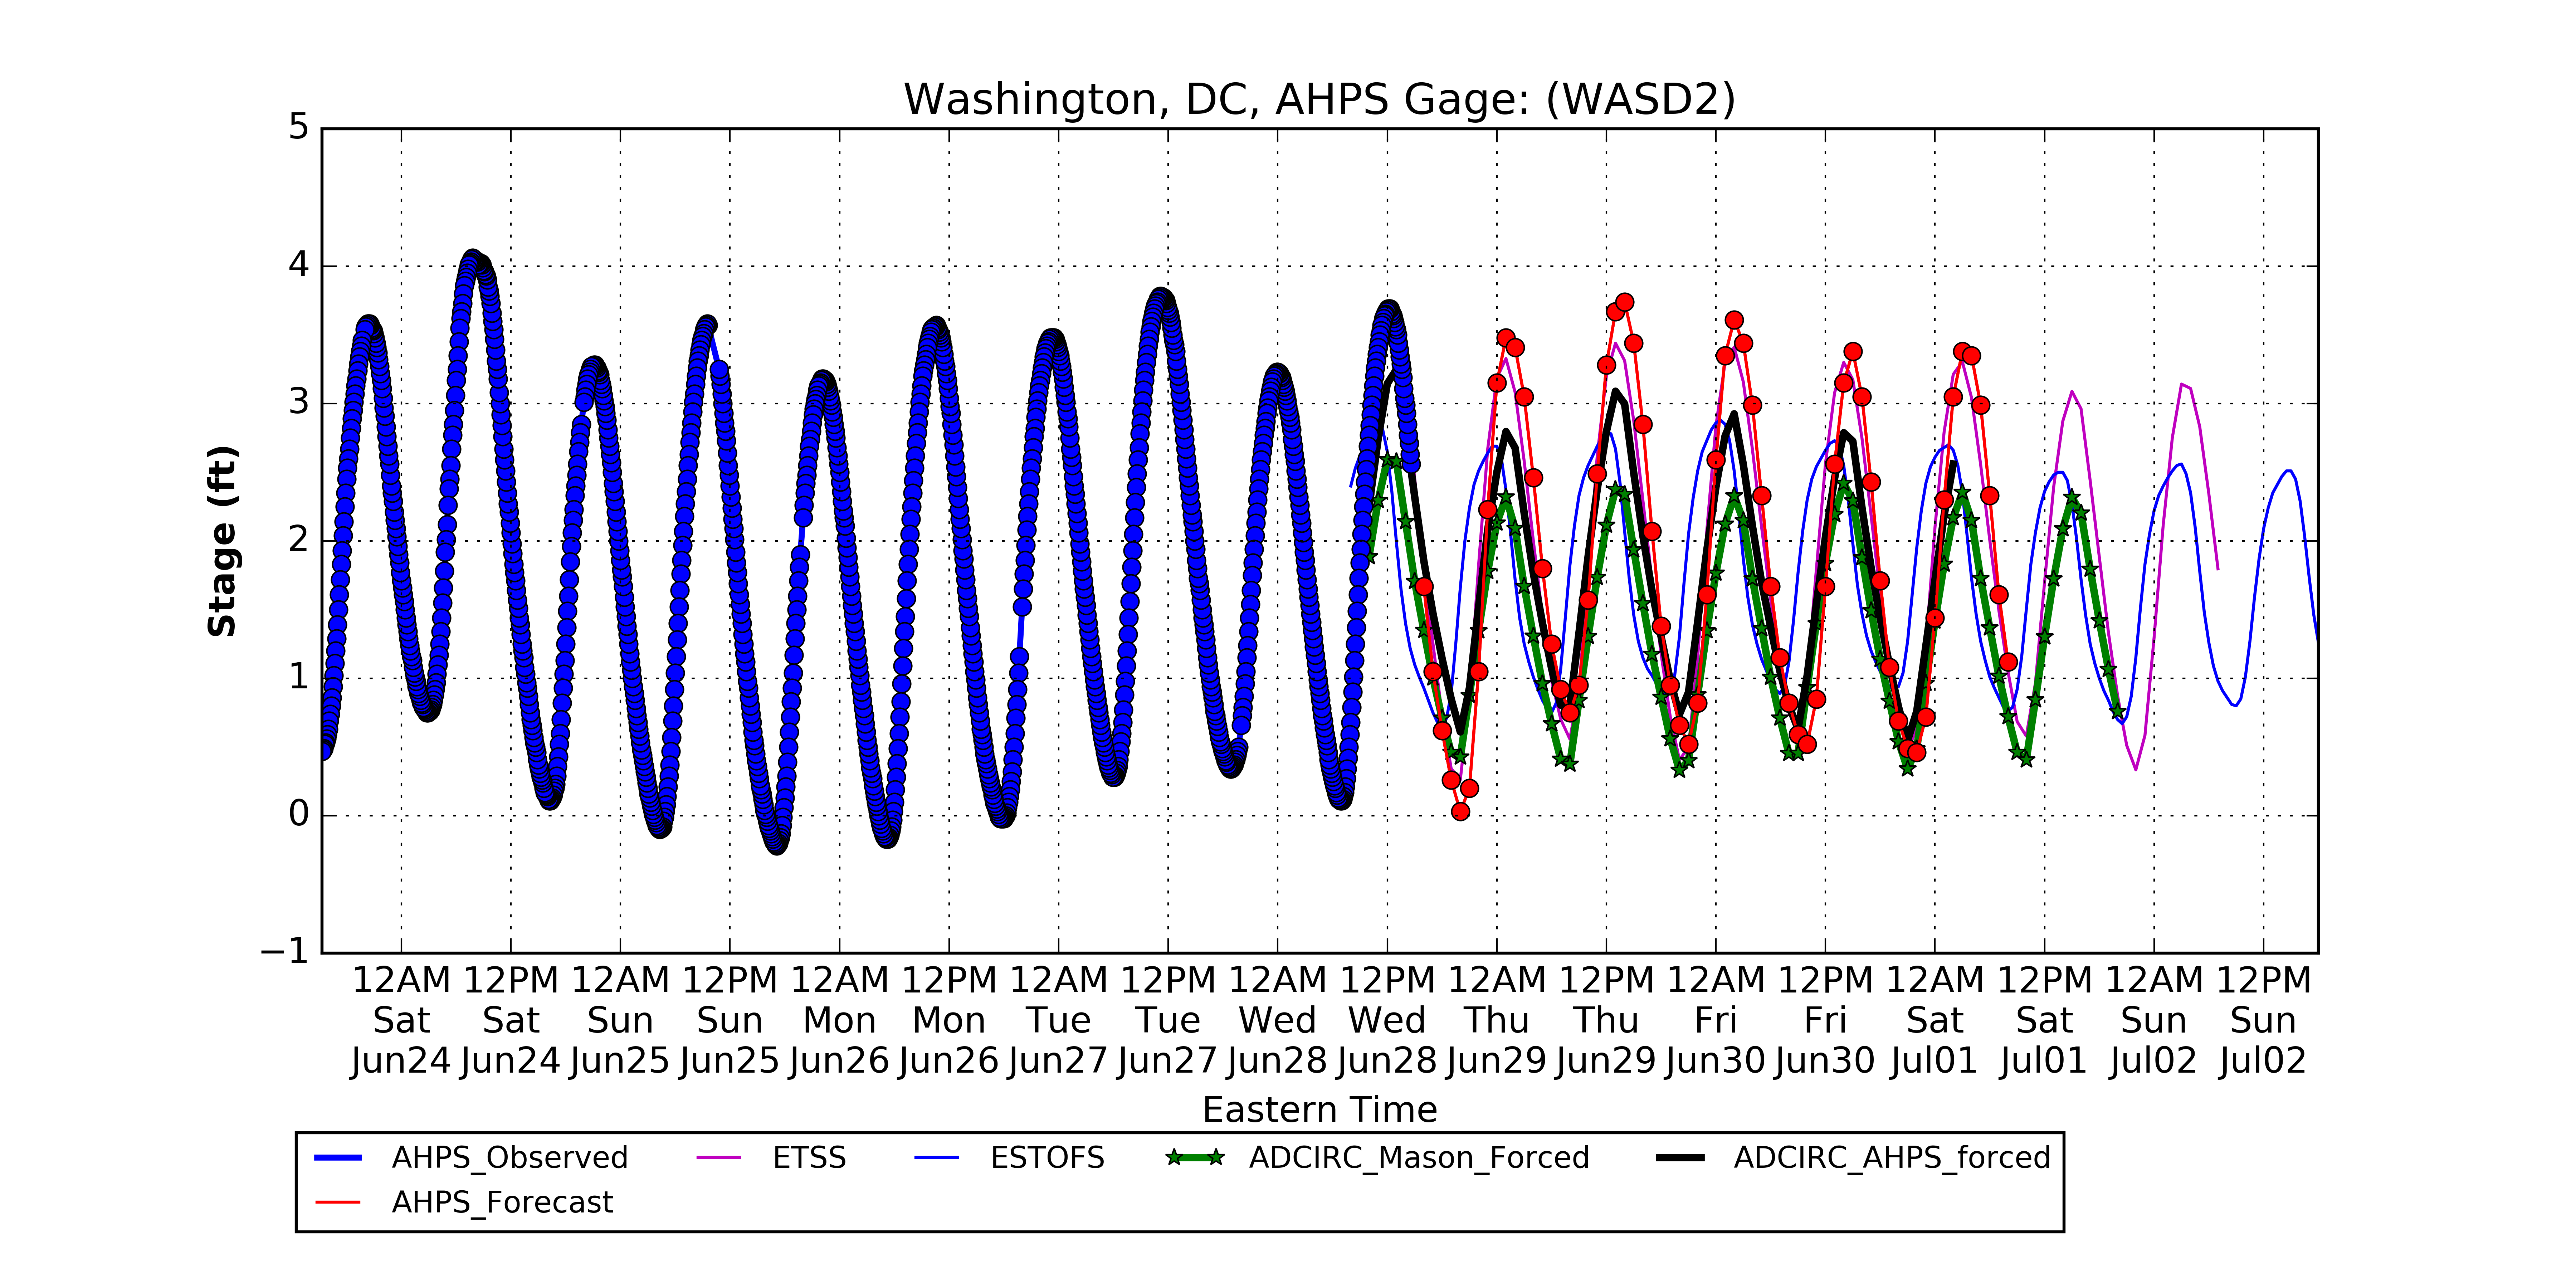 Washington, DC, AHPS Gage: (WASD2)
5
4
3
2
1
0
−1
Stage (ft)
12AM 12PM 12AM 12PM 12AM 12PM 12AM 12PM 12AM 12PM 12AM 12PM 12AM 12PM 12AM 12PM 12AM 12PM
Sat Sat Sun Sun Mon Mon Tue Tue Wed Wed Thu Thu Fri Fri Sat Sat Sun Sun
Jun24 Jun24 Jun25 Jun25 Jun26 Jun26 Jun27 Jun27 Jun28 Jun28 Jun29 Jun29 Jun30 Jun30 Jul01 Jul01 Jul02 Jul02
Eastern Time
AHPS_Observed ETSS ESTOFS ADCIRC_Mason_Forced ADCIRC_AHPS_forced
AHPS_Forecast